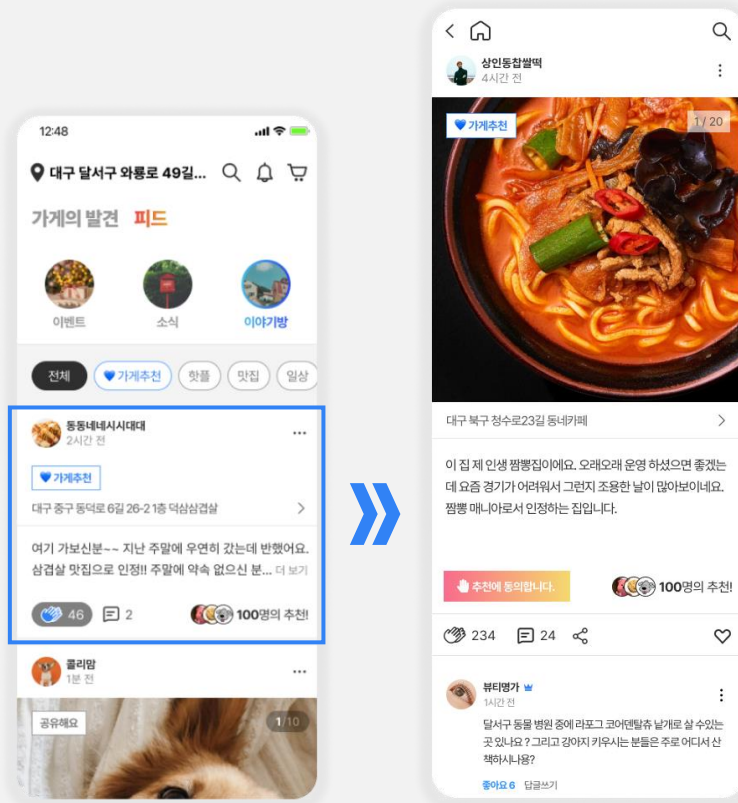 12:48
대구 달서구 와룡로 49길...
가게의 발견 피드
이벤트 소식 이야기방
전체 가게추천 핫플 맛집 일상
동동네네시시대대
2시간 전
가게추천
대구 중구 동덕로 6길 26-2 1층 덕삼삼겹살
여기 가보신분~~ 지난 주말에 우연히 갔는데 반했어요.
삼겹살 맛집으로 인정!! 주말에 약속 없으신 분... 더 보기
46 2 100명의 추천!
콜리맘
1분 전
공유해요 1/10
상인동찹쌀떡
4시간 전
가게추천 1/20
대구 북구 청수로23길 동네카페
이 집 제 인생 짬뽕집이에요. 오래오래 운영 하셨으면 좋겠는
데 요즘 경기가 어려워서 그런지 조용한 날이 많아보이네요.
짬뽕 매니아로서 인정하는 집입니다.
추천에 동의합니다. 100명의 추천!
234 24
뷰티명가
1시간 전
달서구 동물 병원 중에 라포그 코어덴탈츄 낱개로 살 수있는
곳 있나요 ? 그리고 강아지 키우시는 분들은 주로 어디서 산
책하시나용?
좋아요 6 답글쓰기